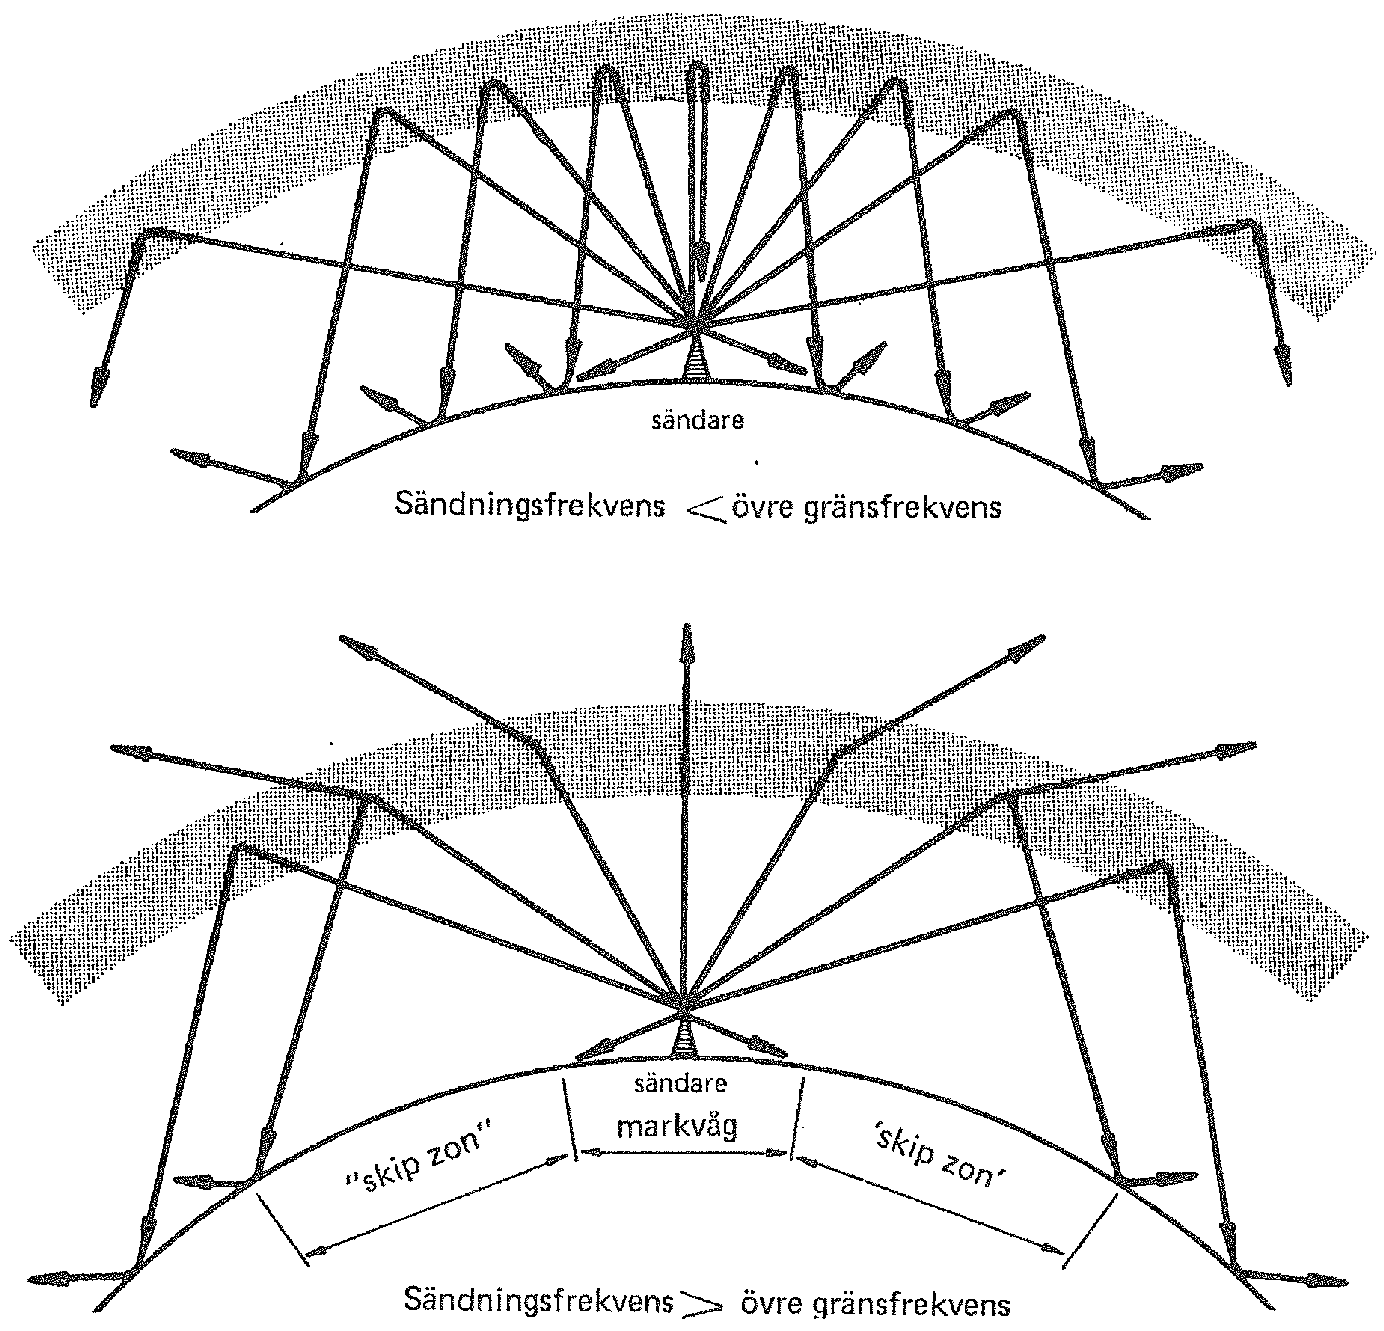 sändare
Sändningsfrekvens < övre gränsfrekvens
sändare
markvåg
"skip zon"
'skip zon'
Sändningsfrekvens > övre gränsfrekvens